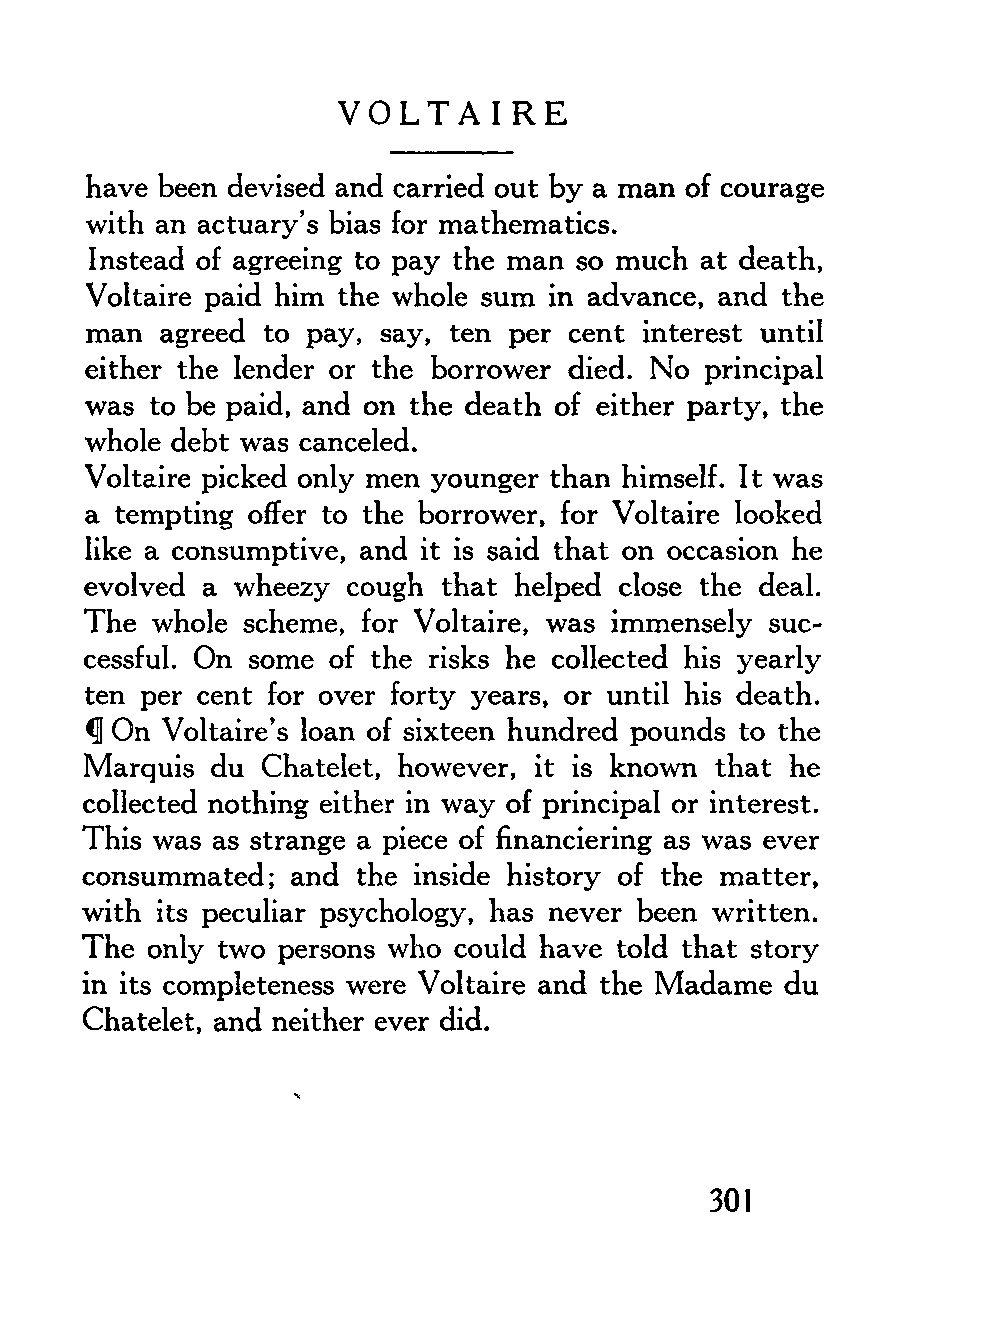 VOLTAIRE
have been devised and carried out by a man of courage
with an actuary's bias for mathematics.
Instead of agreeing to pay the man so much at death,
Voltaire paid him the whole sum in advance, and the
man agreed to pay, say, ten per cent interest until
either the lender or the borrower died. No principal
was to be paid, and on the death of either party, the
whole debt was canceled.
Voltaire picked only men younger than himself. It was
a tempting offer to the borrower, for Voltaire looked
like a consumptive, and it is said that on occasion he
evolved a wheezy cough that helped close the deal.
The whole scheme, for Voltaire, was immensely suc-
cessful. On some of the risks he collected his yearly
ten per cent for over forty years, or until his death.
¶ On Voltaire's loan of sixteen hundred pounds to the
Marquis du Chatelet, however, it is known that he
collected nothing either in way of principal or interest.
This was as strange a piece of financiering as was ever
consummated; and the inside history of the matter,
with its peculiar psychology, has never been written.
The only two persons who could have told that story
in its completeness were Voltaire and the Madame du
Chatelet, and neither ever did.
301